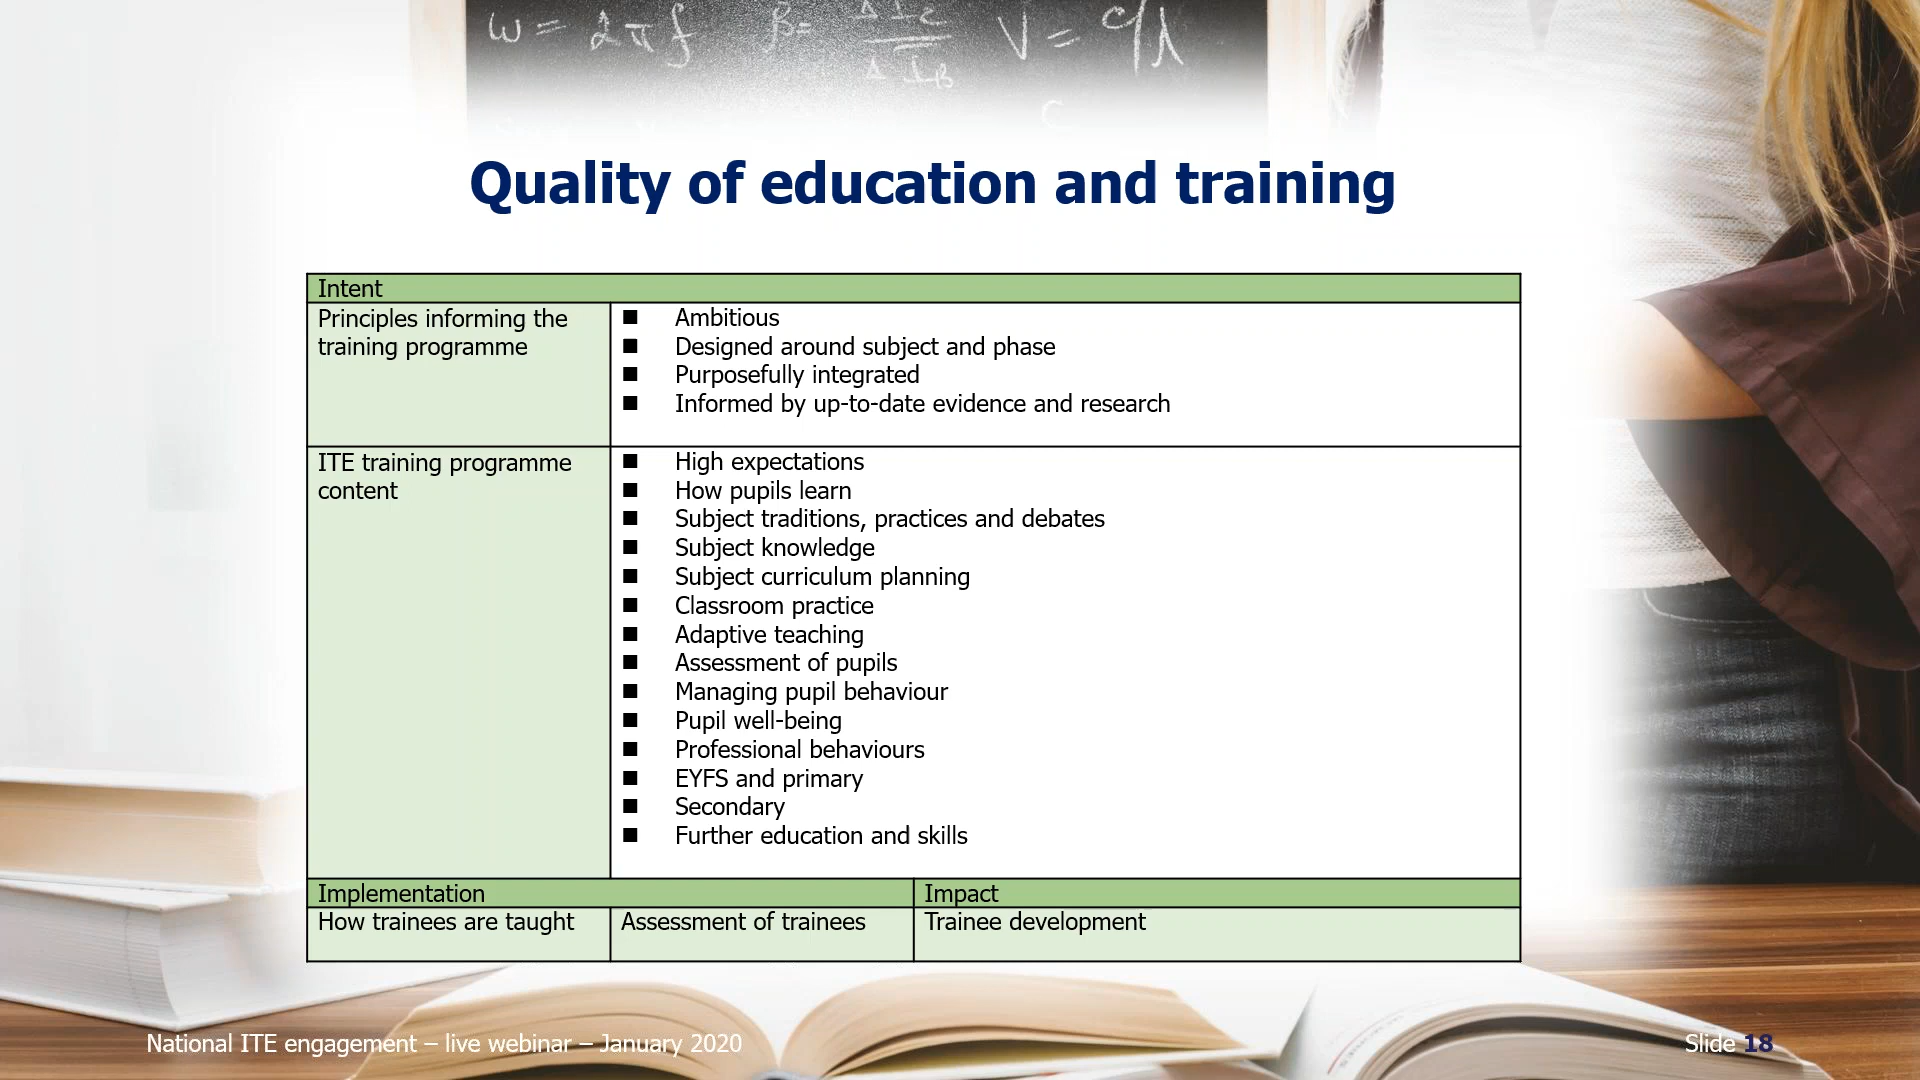 ω = 2πf β = Δ I_C / Δ I_B V = c/λ
C
Quality of education and training
Intent
Principles informing the
training programme
■ Ambitious
■ Designed around subject and phase
■ Purposefully integrated
■ Informed by up-to-date evidence and research
ITE training programme
content
■ High expectations
■ How pupils learn
■ Subject traditions, practices and debates
■ Subject knowledge
■ Subject curriculum planning
■ Classroom practice
■ Adaptive teaching
■ Assessment of pupils
■ Managing pupil behaviour
■ Pupil well-being
■ Professional behaviours
■ EYFS and primary
■ Secondary
■ Further education and skills
Implementation
Impact
How trainees are taught
Assessment of trainees
Trainee development
National ITE engagement – live webinar – January 2020
Slide 18